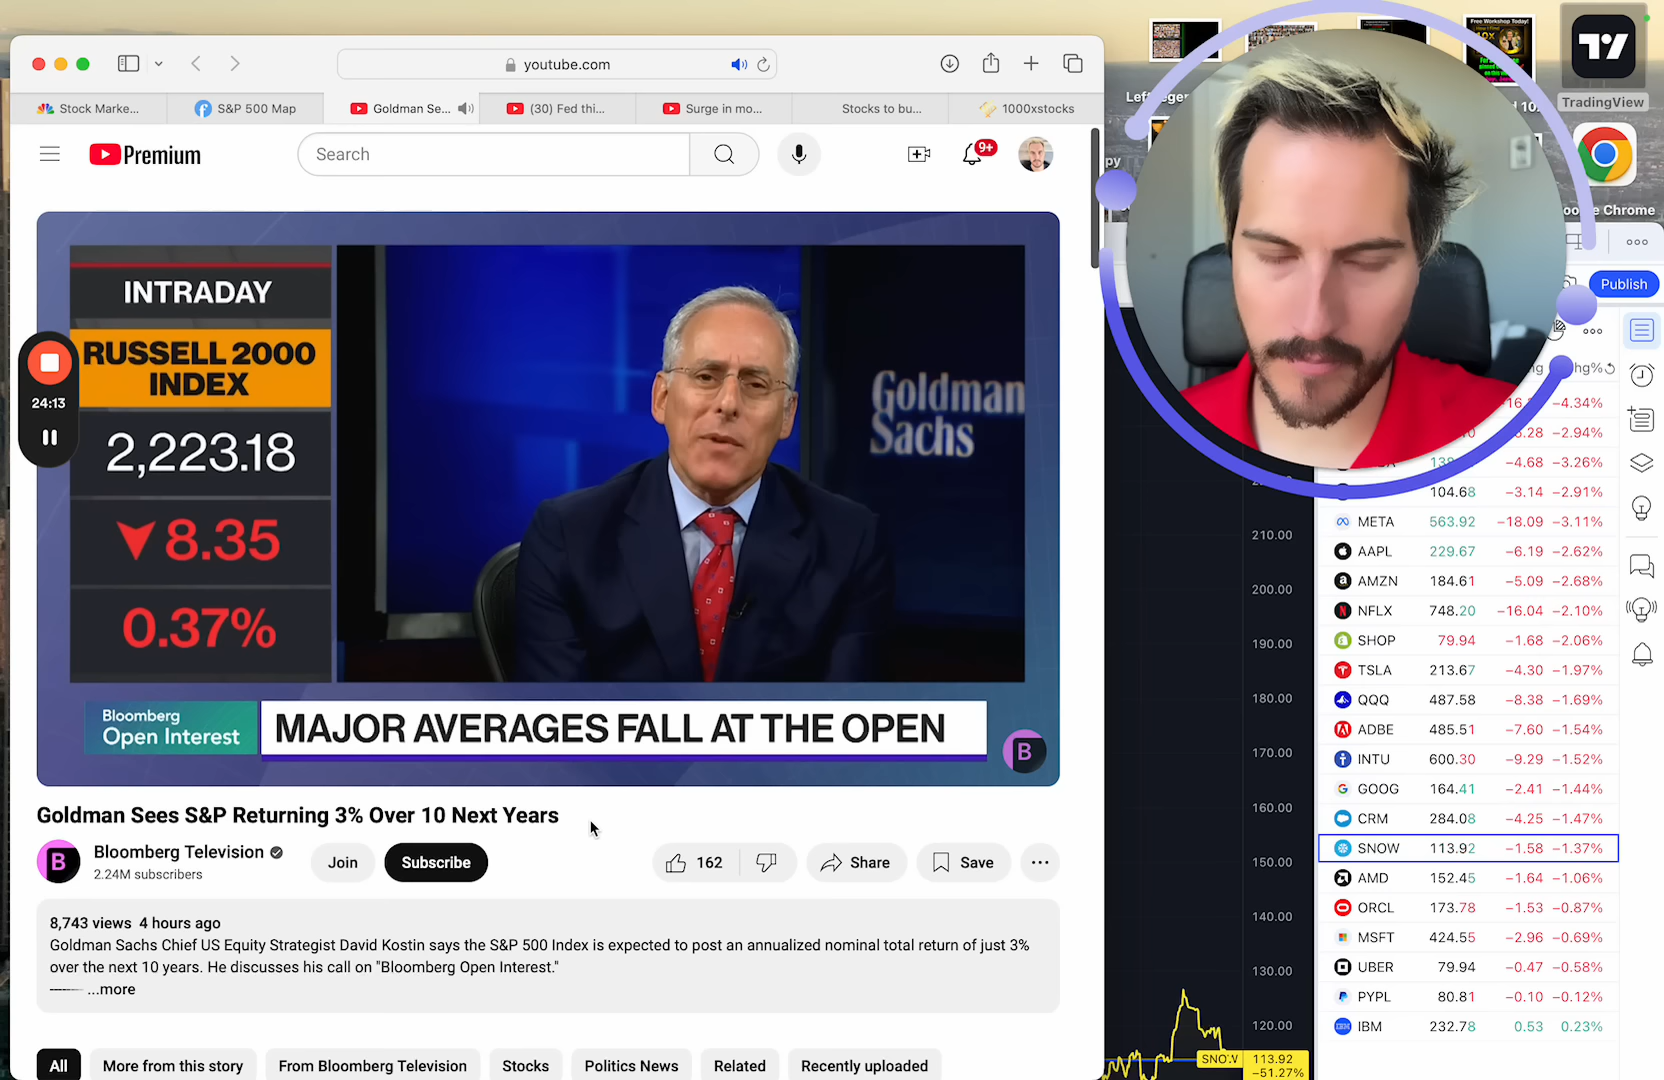 youtube.com
Stock Marke...
S&P 500 Map
Goldman Se...
(30) Fed thi...
Surge in mo...
Stocks to bu...
1000xstocks
Premium
Search
9+
INTRADAY
RUSSELL 2000
INDEX
2,223.18
8.35
0.37%
24:13
Goldman
Sachs
Bloomberg
Open Interest
MAJOR AVERAGES FALL AT THE OPEN
B
Goldman Sees S&P Returning 3% Over 10 Next Years
B
Bloomberg Television
2.24M subscribers
Join
Subscribe
162
Share
Save
8,743 views 4 hours ago
Goldman Sachs Chief US Equity Strategist David Kostin says the S&P 500 Index is expected to post an annualized nominal total return of just 3%
over the next 10 years. He discusses his call on "Bloomberg Open Interest."
...more
All
More from this story
From Bloomberg Television
Stocks
Politics News
Related
Recently uploaded
Free Workshop Today!
TradingView
Chrome
Publish
hg%
−4.34%
−2.94%
−4.68 −3.26%
104.68 −3.14 −2.91%
META 563.92 −18.09 −3.11%
AAPL 229.67 −6.19 −2.62%
AMZN 184.61 −5.09 −2.68%
NFLX 748.20 −16.04 −2.10%
SHOP 79.94 −1.68 −2.06%
TSLA 213.67 −4.30 −1.97%
QQQ 487.58 −8.38 −1.69%
ADBE 485.51 −7.60 −1.54%
INTU 600.30 −9.29 −1.52%
GOOG 164.41 −2.41 −1.44%
CRM 284.08 −4.25 −1.47%
SNOW 113.92 −1.58 −1.37%
AMD 152.45 −1.64 −1.06%
ORCL 173.78 −1.53 −0.87%
MSFT 424.55 −2.96 −0.69%
UBER 79.94 −0.47 −0.58%
PYPL 80.81 −0.10 −0.12%
IBM 232.78 0.53 0.23%
210.00
200.00
190.00
180.00
170.00
160.00
150.00
140.00
130.00
120.00
SNOW 113.92
−51.27%